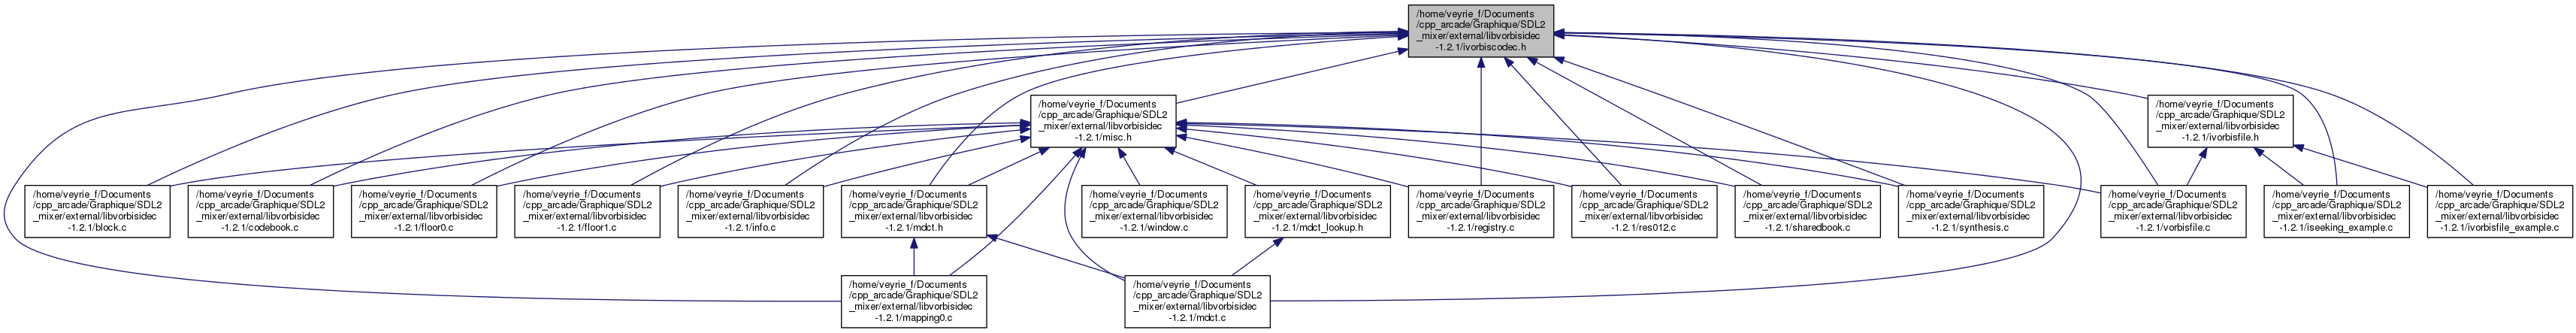 /home/veyrie_f/Documents
/cpp_arcade/Graphique/SDL2
_mixer/external/libvorbisidec
-1.2.1/ivorbiscodec.h
/home/veyrie_f/Documents
/cpp_arcade/Graphique/SDL2
_mixer/external/libvorbisidec
-1.2.1/misc.h
/home/veyrie_f/Documents
/cpp_arcade/Graphique/SDL2
_mixer/external/libvorbisidec
-1.2.1/ivorbisfile.h
/home/veyrie_f/Documents
/cpp_arcade/Graphique/SDL2
_mixer/external/libvorbisidec
-1.2.1/block.c
/home/veyrie_f/Documents
/cpp_arcade/Graphique/SDL2
_mixer/external/libvorbisidec
-1.2.1/codebook.c
/home/veyrie_f/Documents
/cpp_arcade/Graphique/SDL2
_mixer/external/libvorbisidec
-1.2.1/floor0.c
/home/veyrie_f/Documents
/cpp_arcade/Graphique/SDL2
_mixer/external/libvorbisidec
-1.2.1/floor1.c
/home/veyrie_f/Documents
/cpp_arcade/Graphique/SDL2
_mixer/external/libvorbisidec
-1.2.1/info.c
/home/veyrie_f/Documents
/cpp_arcade/Graphique/SDL2
_mixer/external/libvorbisidec
-1.2.1/mdct.h
/home/veyrie_f/Documents
/cpp_arcade/Graphique/SDL2
_mixer/external/libvorbisidec
-1.2.1/window.c
/home/veyrie_f/Documents
/cpp_arcade/Graphique/SDL2
_mixer/external/libvorbisidec
-1.2.1/mdct_lookup.h
/home/veyrie_f/Documents
/cpp_arcade/Graphique/SDL2
_mixer/external/libvorbisidec
-1.2.1/registry.c
/home/veyrie_f/Documents
/cpp_arcade/Graphique/SDL2
_mixer/external/libvorbisidec
-1.2.1/res012.c
/home/veyrie_f/Documents
/cpp_arcade/Graphique/SDL2
_mixer/external/libvorbisidec
-1.2.1/sharedbook.c
/home/veyrie_f/Documents
/cpp_arcade/Graphique/SDL2
_mixer/external/libvorbisidec
-1.2.1/synthesis.c
/home/veyrie_f/Documents
/cpp_arcade/Graphique/SDL2
_mixer/external/libvorbisidec
-1.2.1/vorbisfile.c
/home/veyrie_f/Documents
/cpp_arcade/Graphique/SDL2
_mixer/external/libvorbisidec
-1.2.1/iseeking_example.c
/home/veyrie_f/Documents
/cpp_arcade/Graphique/SDL2
_mixer/external/libvorbisidec
-1.2.1/ivorbisfile_example.c
/home/veyrie_f/Documents
/cpp_arcade/Graphique/SDL2
_mixer/external/libvorbisidec
-1.2.1/mapping0.c
/home/veyrie_f/Documents
/cpp_arcade/Graphique/SDL2
_mixer/external/libvorbisidec
-1.2.1/mdct.c